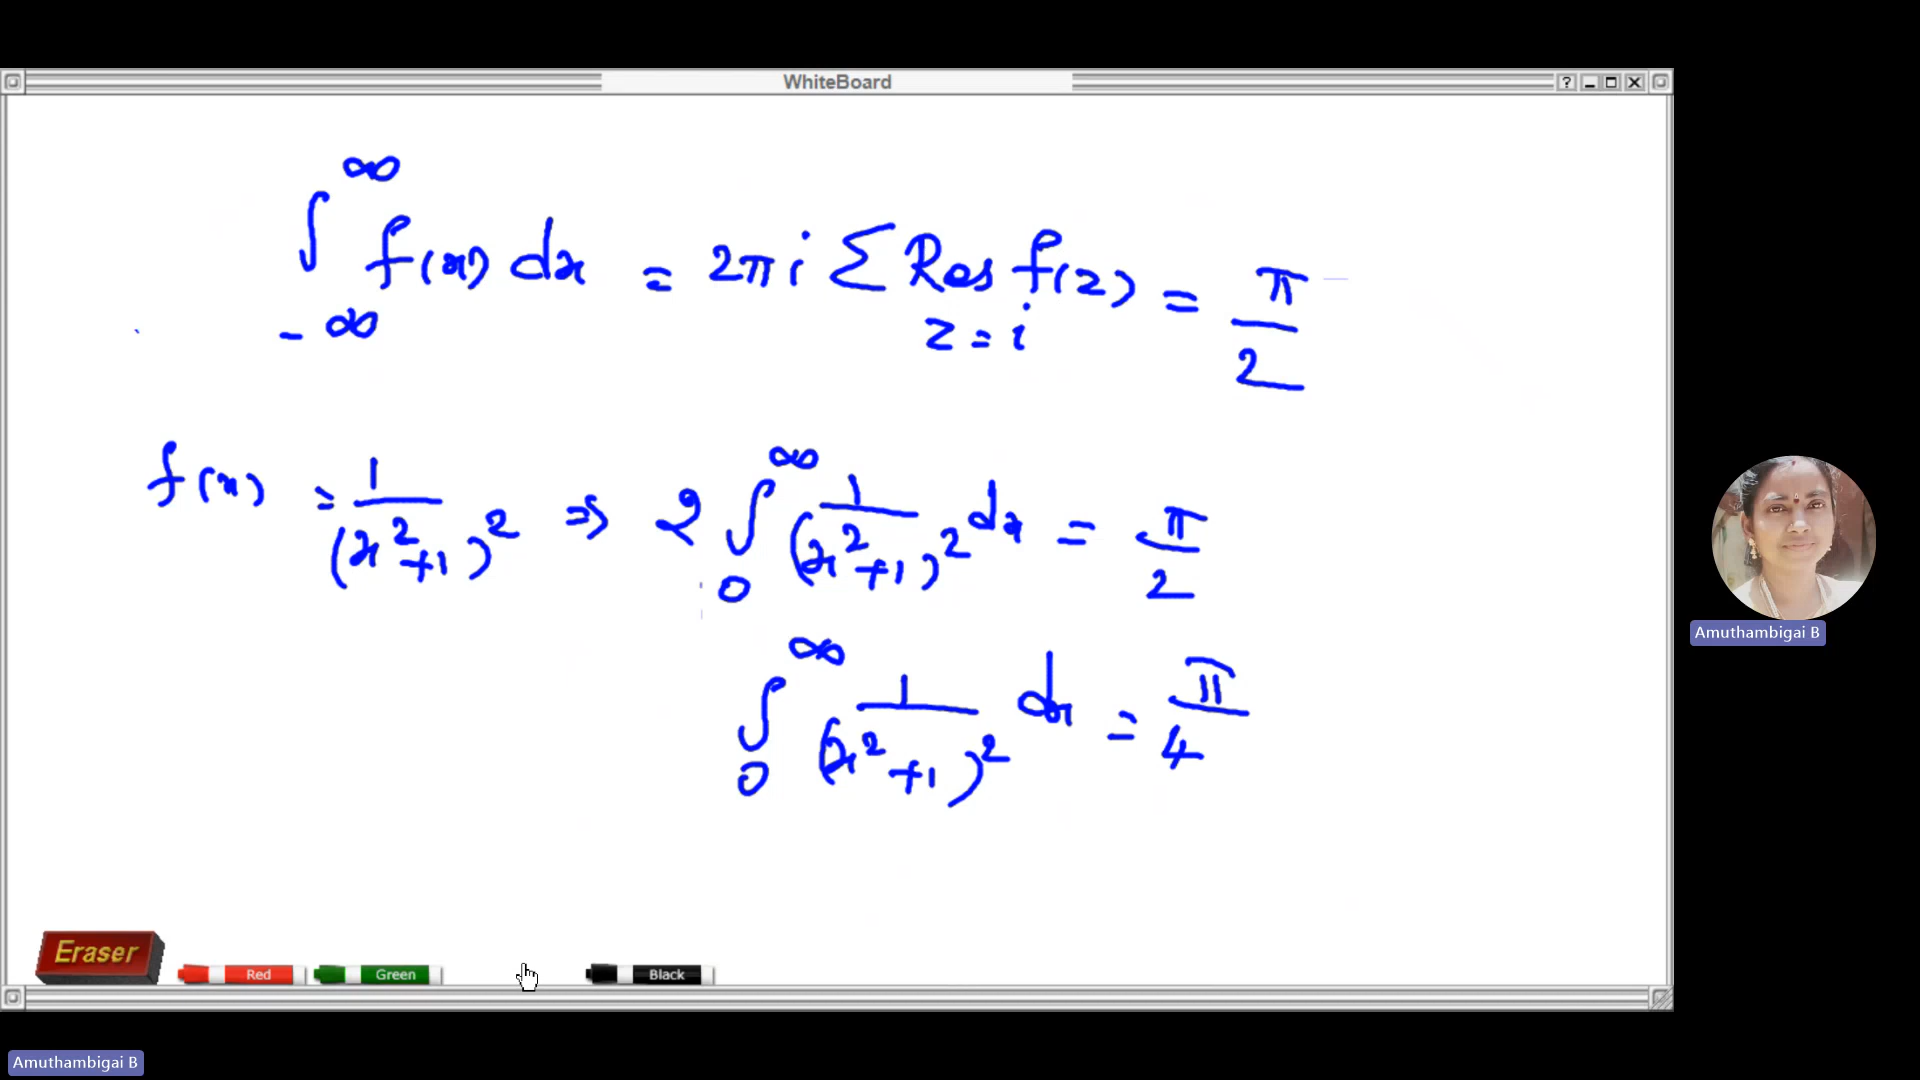 WhiteBoard
∫_{-∞}^{∞} f(x) dx = 2πi Σ Res f(z) = π/2
z = i
f(x) = 1/(x²+1)² ⇒ 2 ∫_0^∞ 1/(x²+1)² dx = π/2
∫_0^∞ 1/(x²+1)² dx = π/4
Amuthambigai B
Eraser
Red Green Black
Amuthambigai B